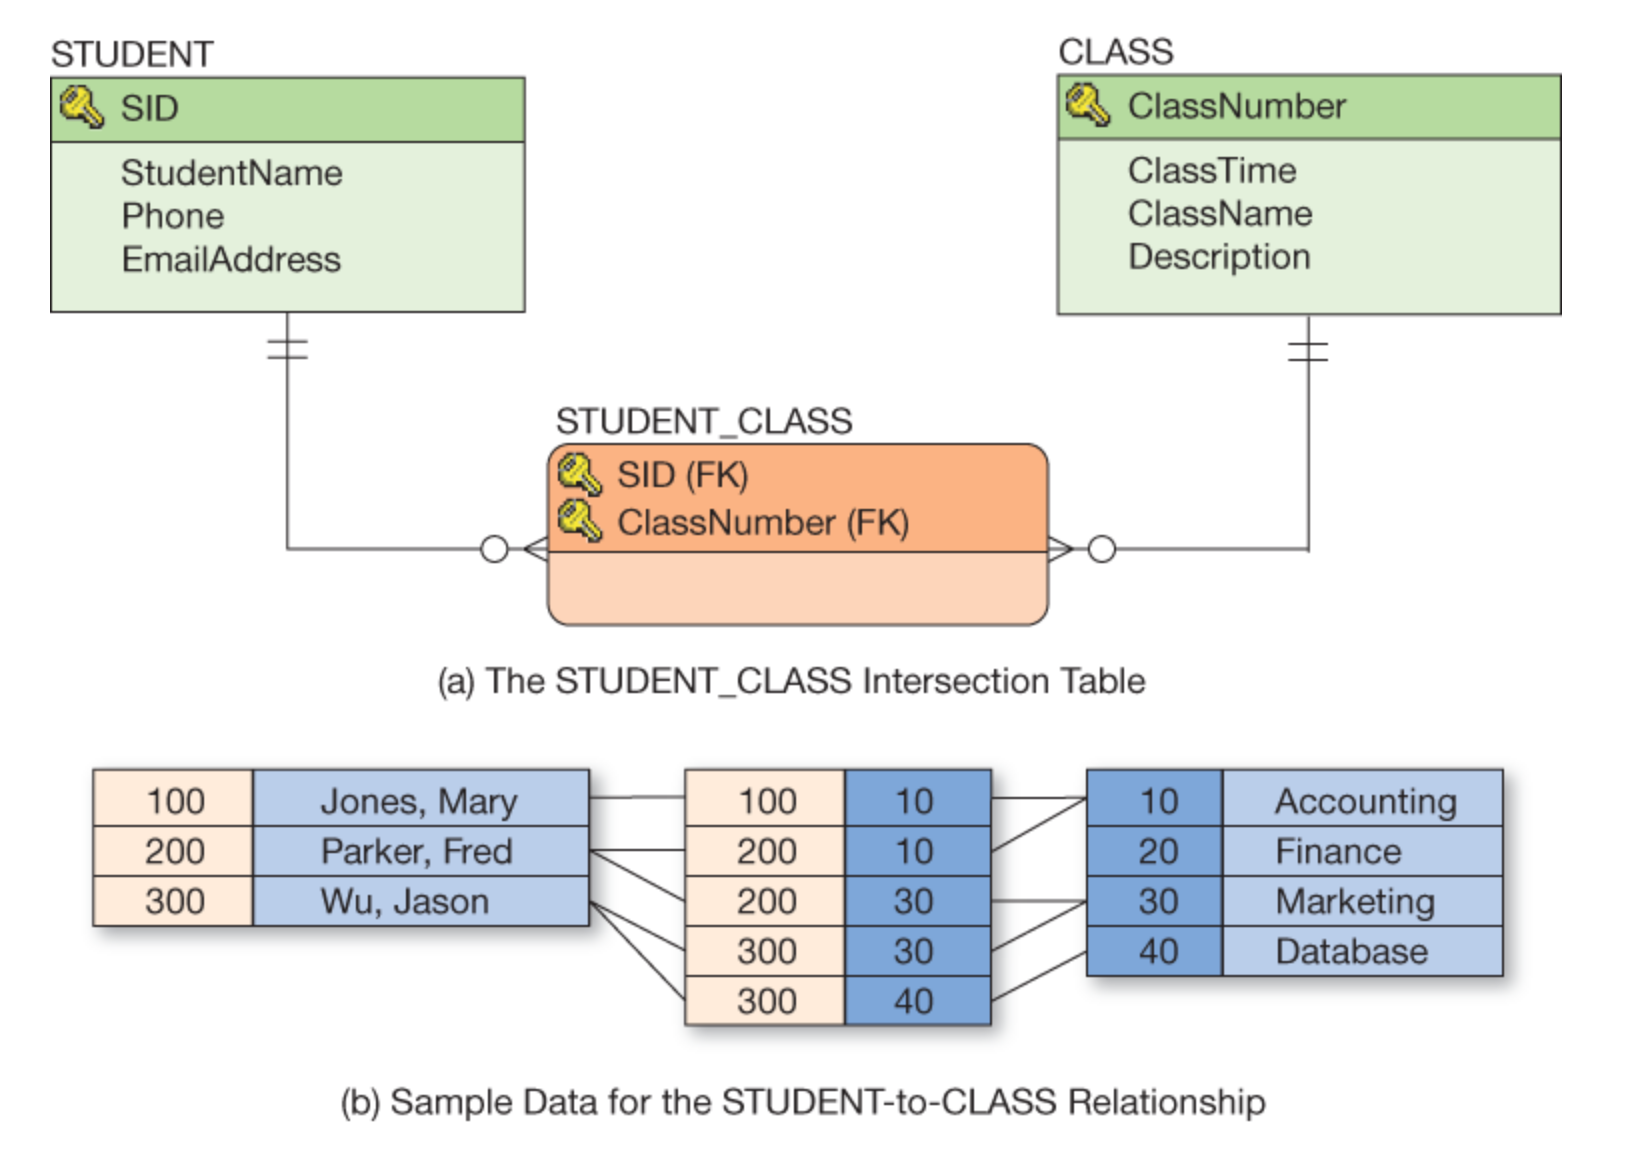 STUDENT
SID
StudentName
Phone
EmailAddress
CLASS
ClassNumber
ClassTime
ClassName
Description
STUDENT_CLASS
SID (FK)
ClassNumber (FK)
(a) The STUDENT_CLASS Intersection Table
100 Jones, Mary
200 Parker, Fred
300 Wu, Jason
100 10
200 10
200 30
300 30
300 40
10 Accounting
20 Finance
30 Marketing
40 Database
(b) Sample Data for the STUDENT-to-CLASS Relationship